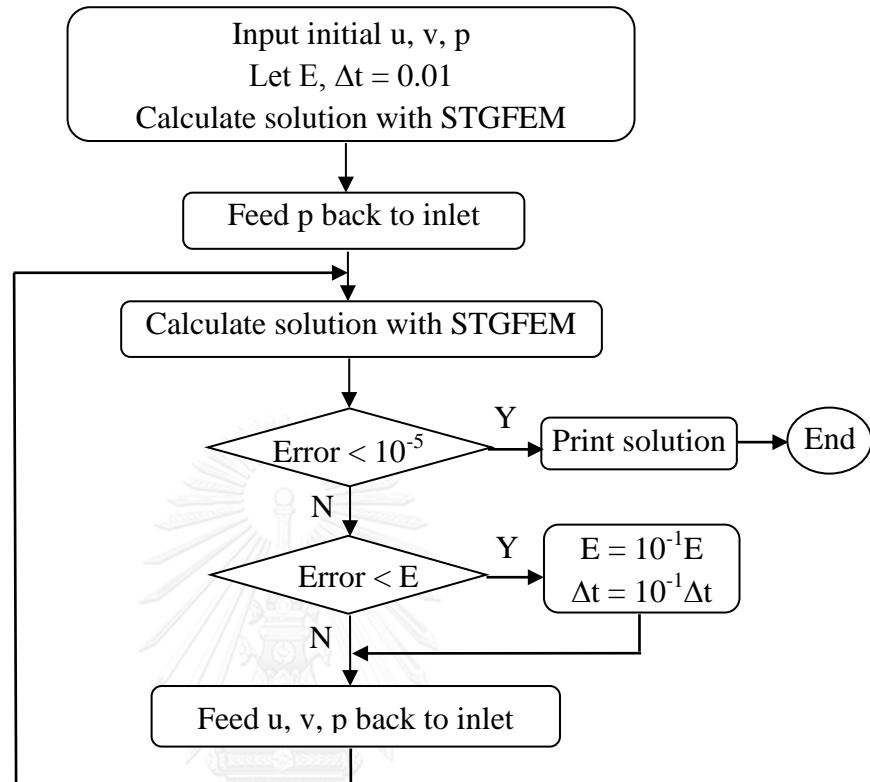 Input initial u, v, p
Let E, Δt = 0.01
Calculate solution with STGFEM
Feed p back to inlet
Calculate solution with STGFEM
Error < 10⁻⁵
Y
Print solution
End
N
Error < E
Y
E = 10⁻¹E
Δt = 10⁻¹Δt
N
Feed u, v, p back to inlet